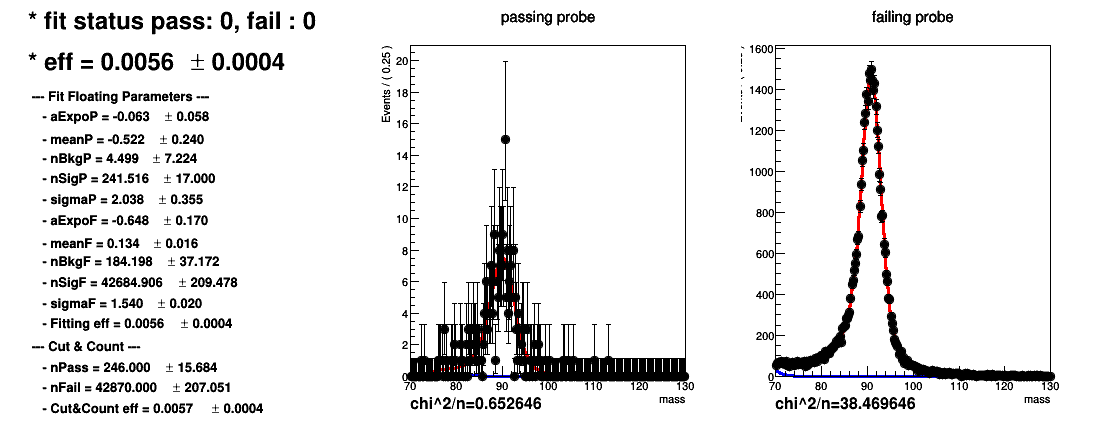 * fit status pass: 0, fail : 0
* eff = 0.0056 ± 0.0004
--- Fit Floating Parameters ---
- aExpoP = -0.063 ± 0.058
- meanP = -0.522 ± 0.240
- nBkgP = 4.499 ± 7.224
- nSigP = 241.516 ± 17.000
- sigmaP = 2.038 ± 0.355
- aExpoF = -0.648 ± 0.170
- meanF = 0.134 ± 0.016
- nBkgF = 184.198 ± 37.172
- nSigF = 42684.906 ± 209.478
- sigmaF = 1.540 ± 0.020
- Fitting eff = 0.0056 ± 0.0004
--- Cut & Count ---
- nPass = 246.000 ± 15.684
- nFail = 42870.000 ± 207.051
- Cut&Count eff = 0.0057 ± 0.0004
passing probe
Events / ( 0.25 )
20
18
16
14
12
10
8
6
4
2
0
70 80 90 100 110 120 130
mass
chi^2/n=0.652646
failing probe
1600
1400
1200
1000
800
600
400
200
0
70 80 90 100 110 120 130
mass
chi^2/n=38.469646